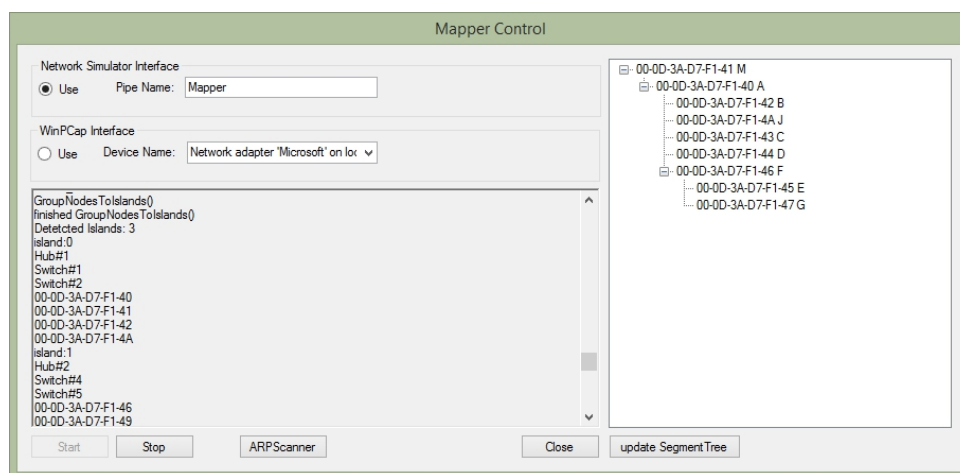 Mapper Control
Network Simulator Interface
Use Pipe Name: Mapper
WinPCap Interface
Use Device Name: Network adapter 'Microsoft' on loc
GroupNodesToIslands()
finished GroupNodesToIslands()
Detetcted Islands: 3
island:0
Hub#1
Switch#1
Switch#2
00-0D-3A-D7-F1-40
00-0D-3A-D7-F1-41
00-0D-3A-D7-F1-42
00-0D-3A-D7-F1-4A
island:1
Hub#2
Switch#4
Switch#5
00-0D-3A-D7-F1-46
00-0D-3A-D7-F1-49
Start Stop ARPScanner Close
00-0D-3A-D7-F1-41 M
00-0D-3A-D7-F1-40 A
00-0D-3A-D7-F1-42 B
00-0D-3A-D7-F1-4A J
00-0D-3A-D7-F1-43 C
00-0D-3A-D7-F1-44 D
00-0D-3A-D7-F1-46 F
00-0D-3A-D7-F1-45 E
00-0D-3A-D7-F1-47 G
update SegmentTree